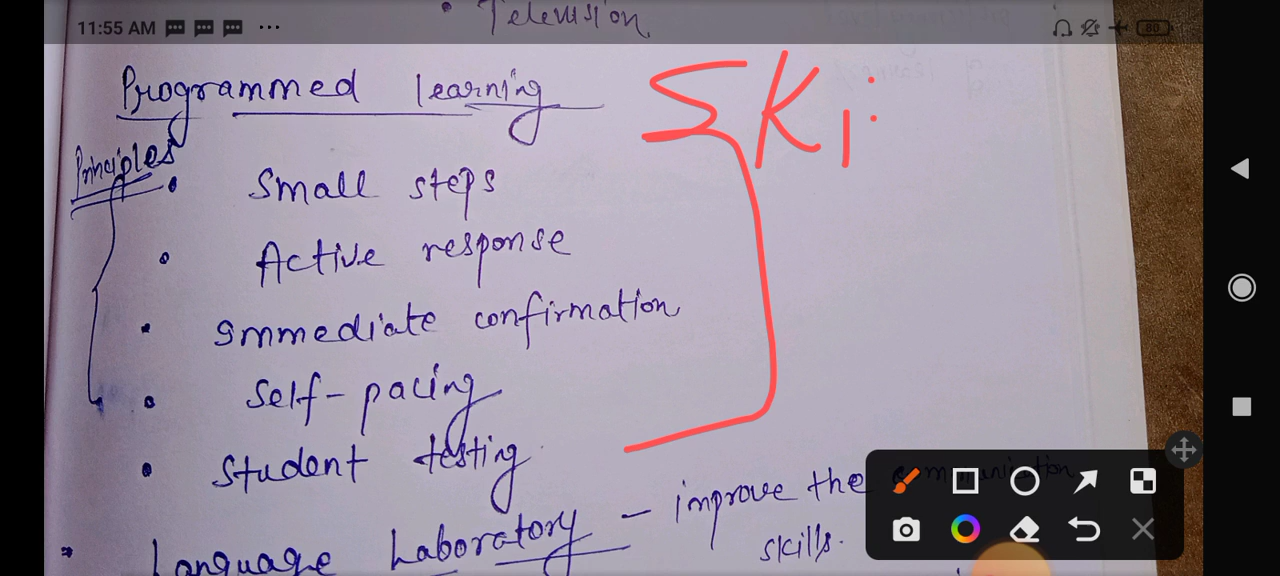 • Television
11:55 AM ...
80
Programmed learning
Principles
• Small steps
• Active response
• Immediate confirmation
• Self-pacing
• Student testing
• Language Laboratory - improve the
skills.